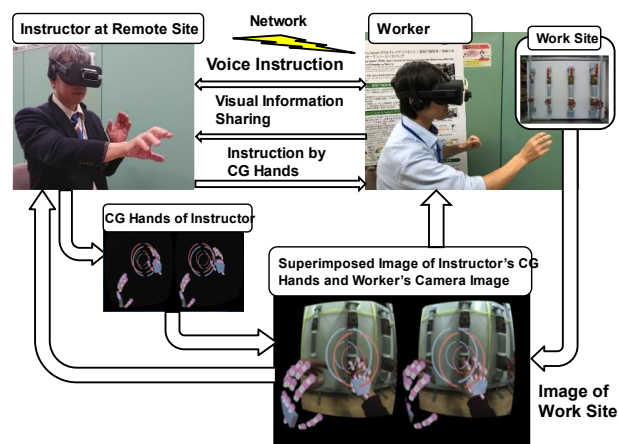 Instructor at Remote Site
Network
Worker
Work Site
Voice Instruction
Visual Information
Sharing
Instruction by
CG Hands
CG Hands of Instructor
Superimposed Image of Instructor's CG
Hands and Worker's Camera Image
Image of
Work Site